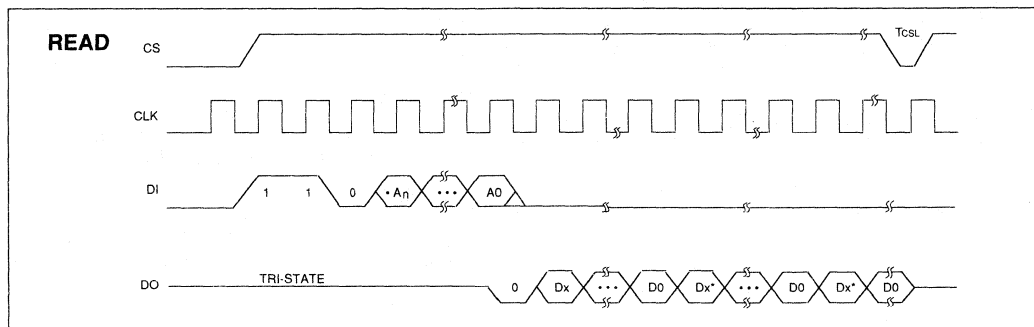 READ
CS
TCSL
CLK
DI 1 1 0 •An ••• A0
DO TRI-STATE 0 Dx ••• D0 Dx* ••• D0 Dx* D0